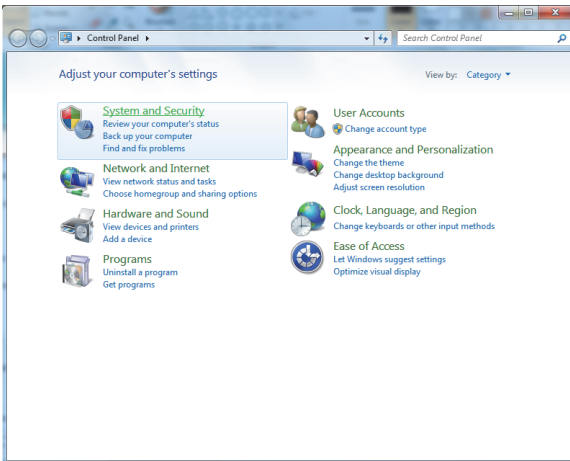 Control Panel
Search Control Panel
Adjust your computer's settings
View by: Category
System and Security
Review your computer's status
Back up your computer
Find and fix problems
Network and Internet
View network status and tasks
Choose homegroup and sharing options
Hardware and Sound
View devices and printers
Add a device
Programs
Uninstall a program
Get programs
User Accounts
Change account type
Appearance and Personalization
Change the theme
Change desktop background
Adjust screen resolution
Clock, Language, and Region
Change keyboards or other input methods
Ease of Access
Let Windows suggest settings
Optimize visual display